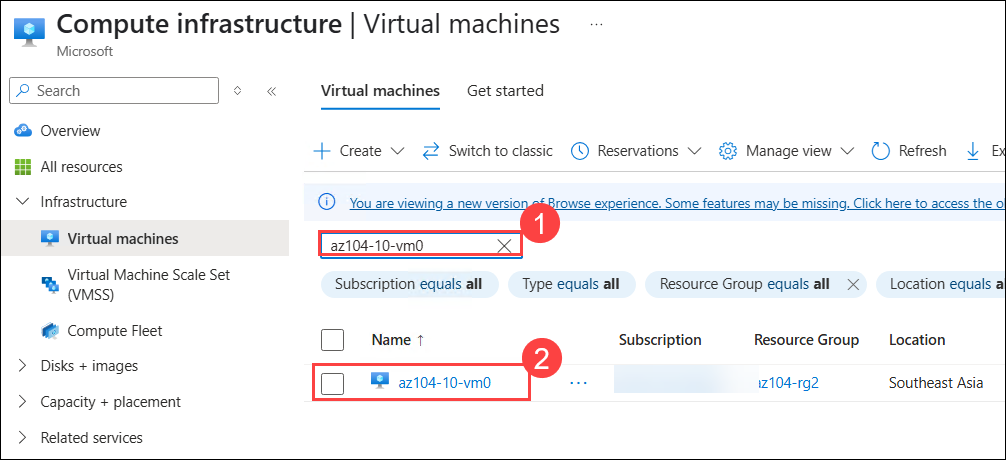 Compute infrastructure | Virtual machines ...
Microsoft
Search
Overview
All resources
Infrastructure
Virtual machines
Virtual Machine Scale Set
(VMSS)
Compute Fleet
Disks + images
Capacity + placement
Related services
Virtual machines Get started
Create Switch to classic Reservations Manage view Refresh Ex
You are viewing a new version of Browse experience. Some features may be missing. Click here to access the ol
1
az104-10-vm0
Subscription equals all Type equals all Resource Group equals all Location equals a
Name ↑ Subscription Resource Group Location
2
az104-10-vm0 ... az104-rg2 Southeast Asia